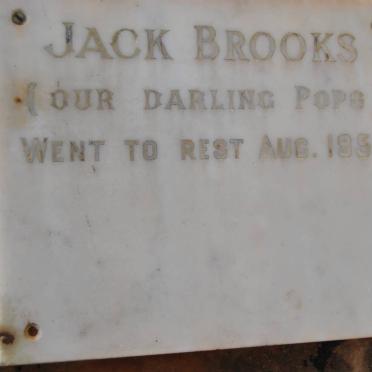 JACK BROOKS
( OUR DARLING POPS
WENT TO REST AUG. 195